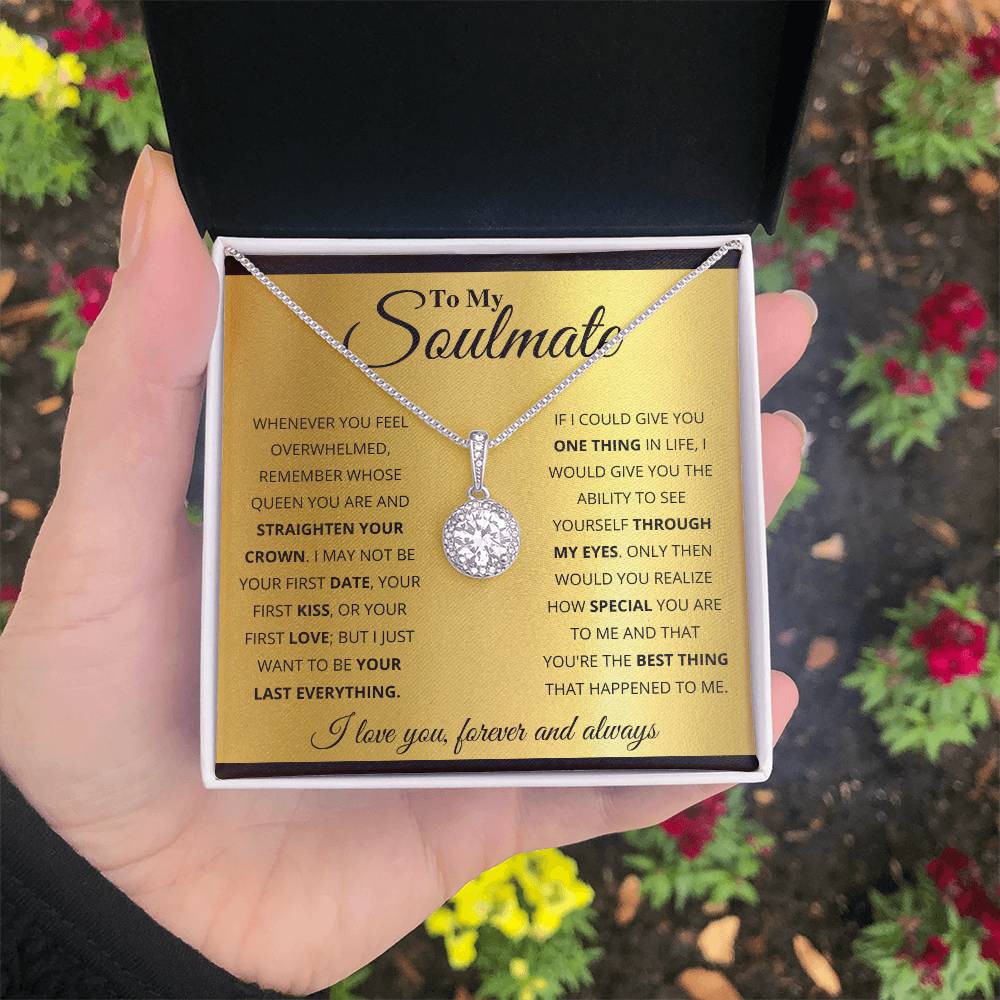 To My
Soulmate
WHENEVER YOU FEEL
OVERWHELMED,
REMEMBER WHOSE
QUEEN YOU ARE AND
STRAIGHTEN YOUR
CROWN. I MAY NOT BE
YOUR FIRST DATE, YOUR
FIRST KISS, OR YOUR
FIRST LOVE; BUT I JUST
WANT TO BE YOUR
LAST EVERYTHING.
IF I COULD GIVE YOU
ONE THING IN LIFE, I
WOULD GIVE YOU THE
ABILITY TO SEE
YOURSELF THROUGH
MY EYES. ONLY THEN
WOULD YOU REALIZE
HOW SPECIAL YOU ARE
TO ME AND THAT
YOU'RE THE BEST THING
THAT HAPPENED TO ME.
I love you, forever and always